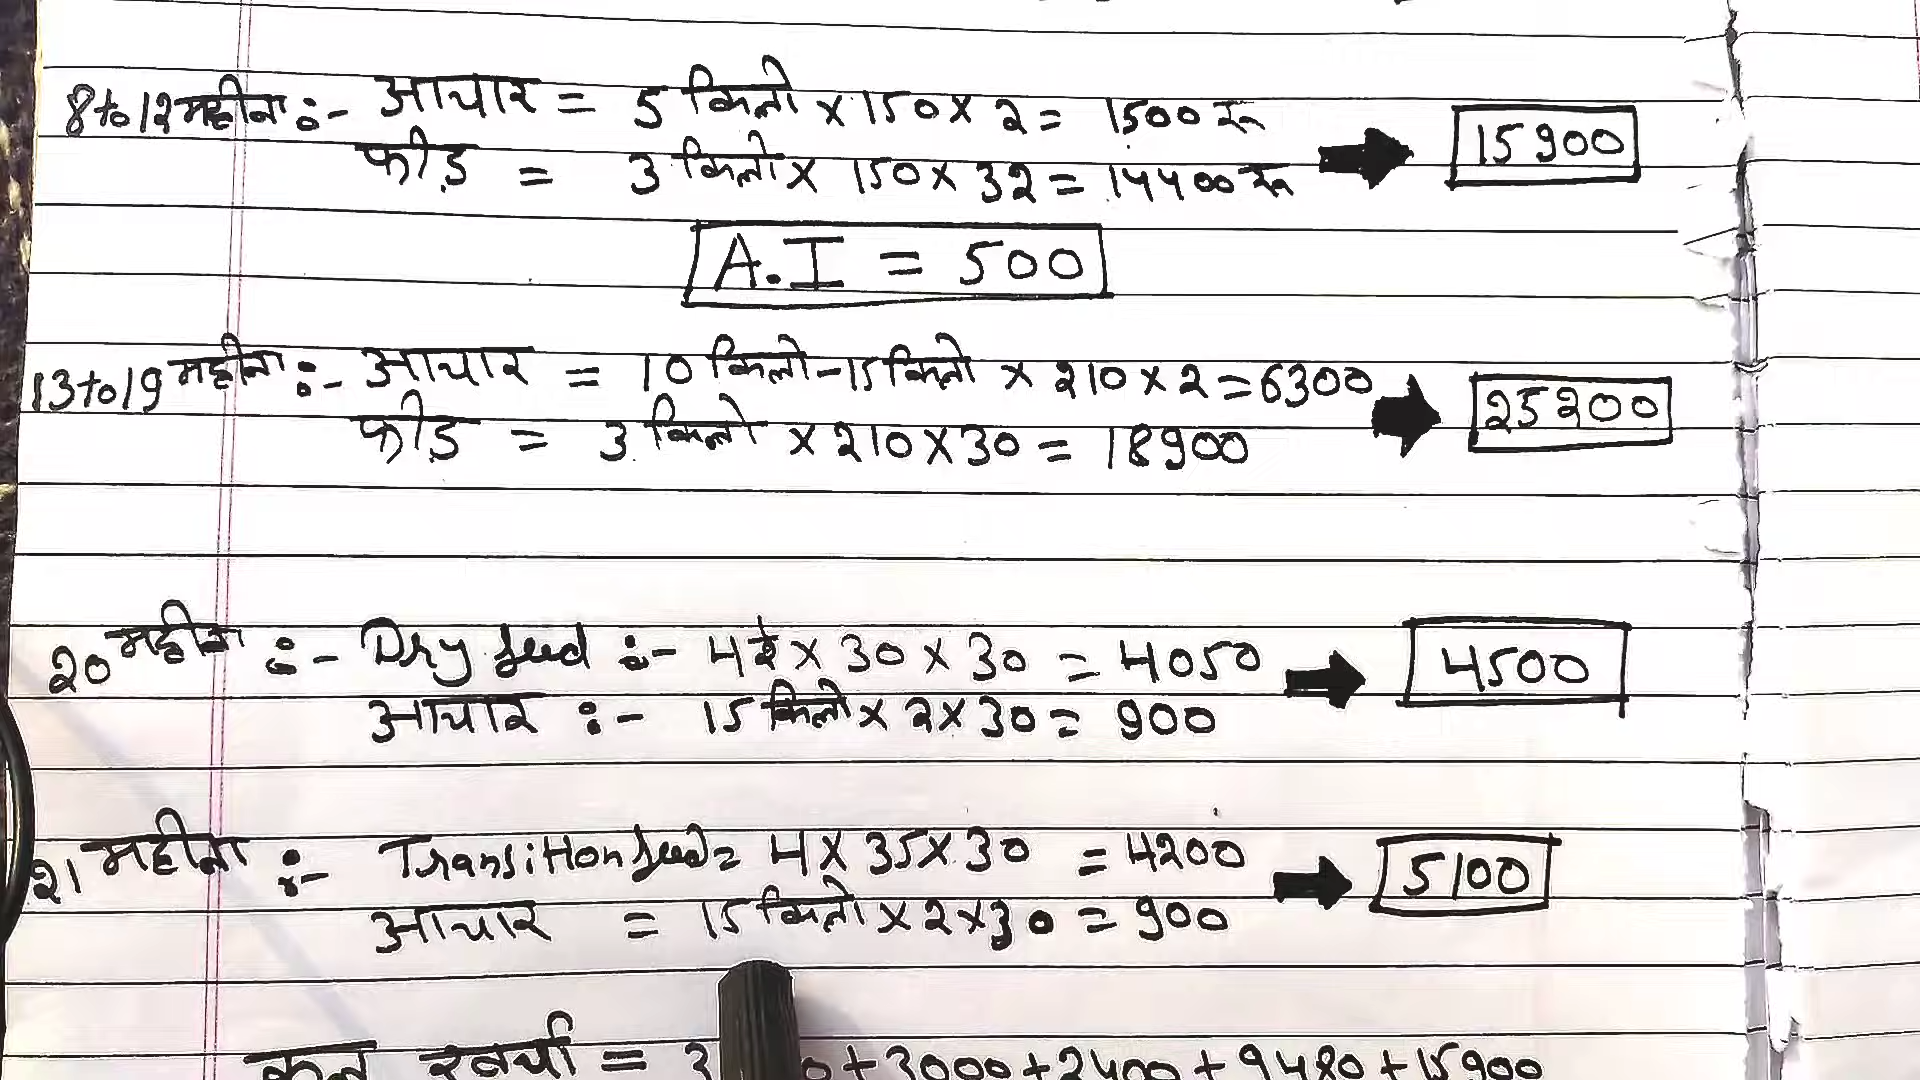 8 to 12 महीना :- आचार = 5 किलो × 150 × 2 = 1500 रू
फीड = 3 किलो × 150 × 32 = 14400 रू → 15900
A.I = 500
13 to 19 महीना :- आचार = 10 किलो - 15 किलो × 210 × 2 = 6300
फीड = 3 किलो × 210 × 30 = 18900 → 25200
20 महीना :- Dry feed :- × 30 × 30 = 4050 → 4500
आचार :- 15 किलो × 2 × 30 = 900
21 महीना :- Transition feed = 4 × 35 × 30 = 4200 → 5100
आचार = 15 किलो × 2 × 30 = 900
कुल खर्चा = 3 0 + 3000 + 2400 + 9480 + 15900